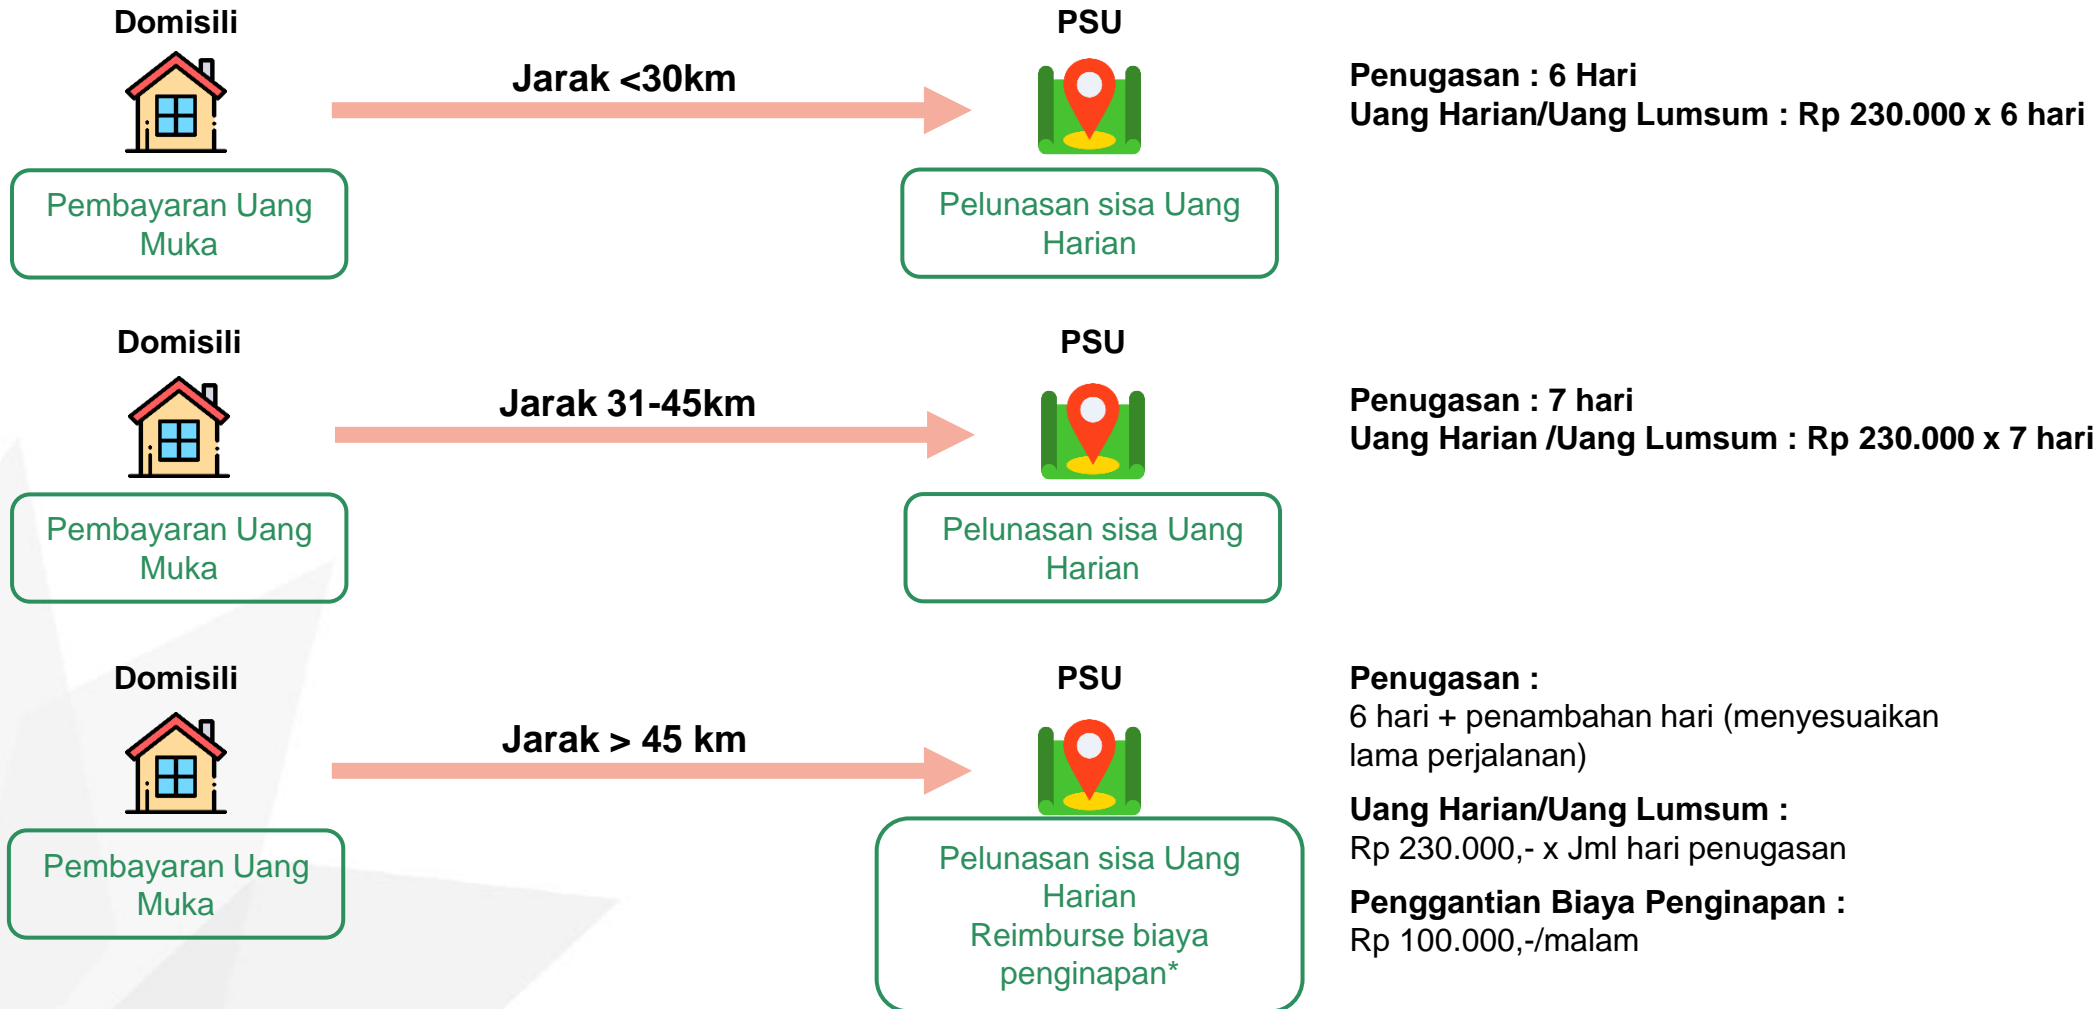 Domisili
PSU
Jarak <30km
Penugasan : 6 Hari
Uang Harian/Uang Lumsum : Rp 230.000 x 6 hari
Pembayaran Uang
Muka
Pelunasan sisa Uang
Harian
Domisili
PSU
Jarak 31-45km
Penugasan : 7 hari
Uang Harian /Uang Lumsum : Rp 230.000 x 7 hari
Pembayaran Uang
Muka
Pelunasan sisa Uang
Harian
Domisili
PSU
Jarak > 45 km
Penugasan :
6 hari + penambahan hari (menyesuaikan
lama perjalanan)
Uang Harian/Uang Lumsum :
Rp 230.000,- x Jml hari penugasan
Penggantian Biaya Penginapan :
Rp 100.000,-/malam
Pembayaran Uang
Muka
Pelunasan sisa Uang
Harian
Reimburse biaya
penginapan*